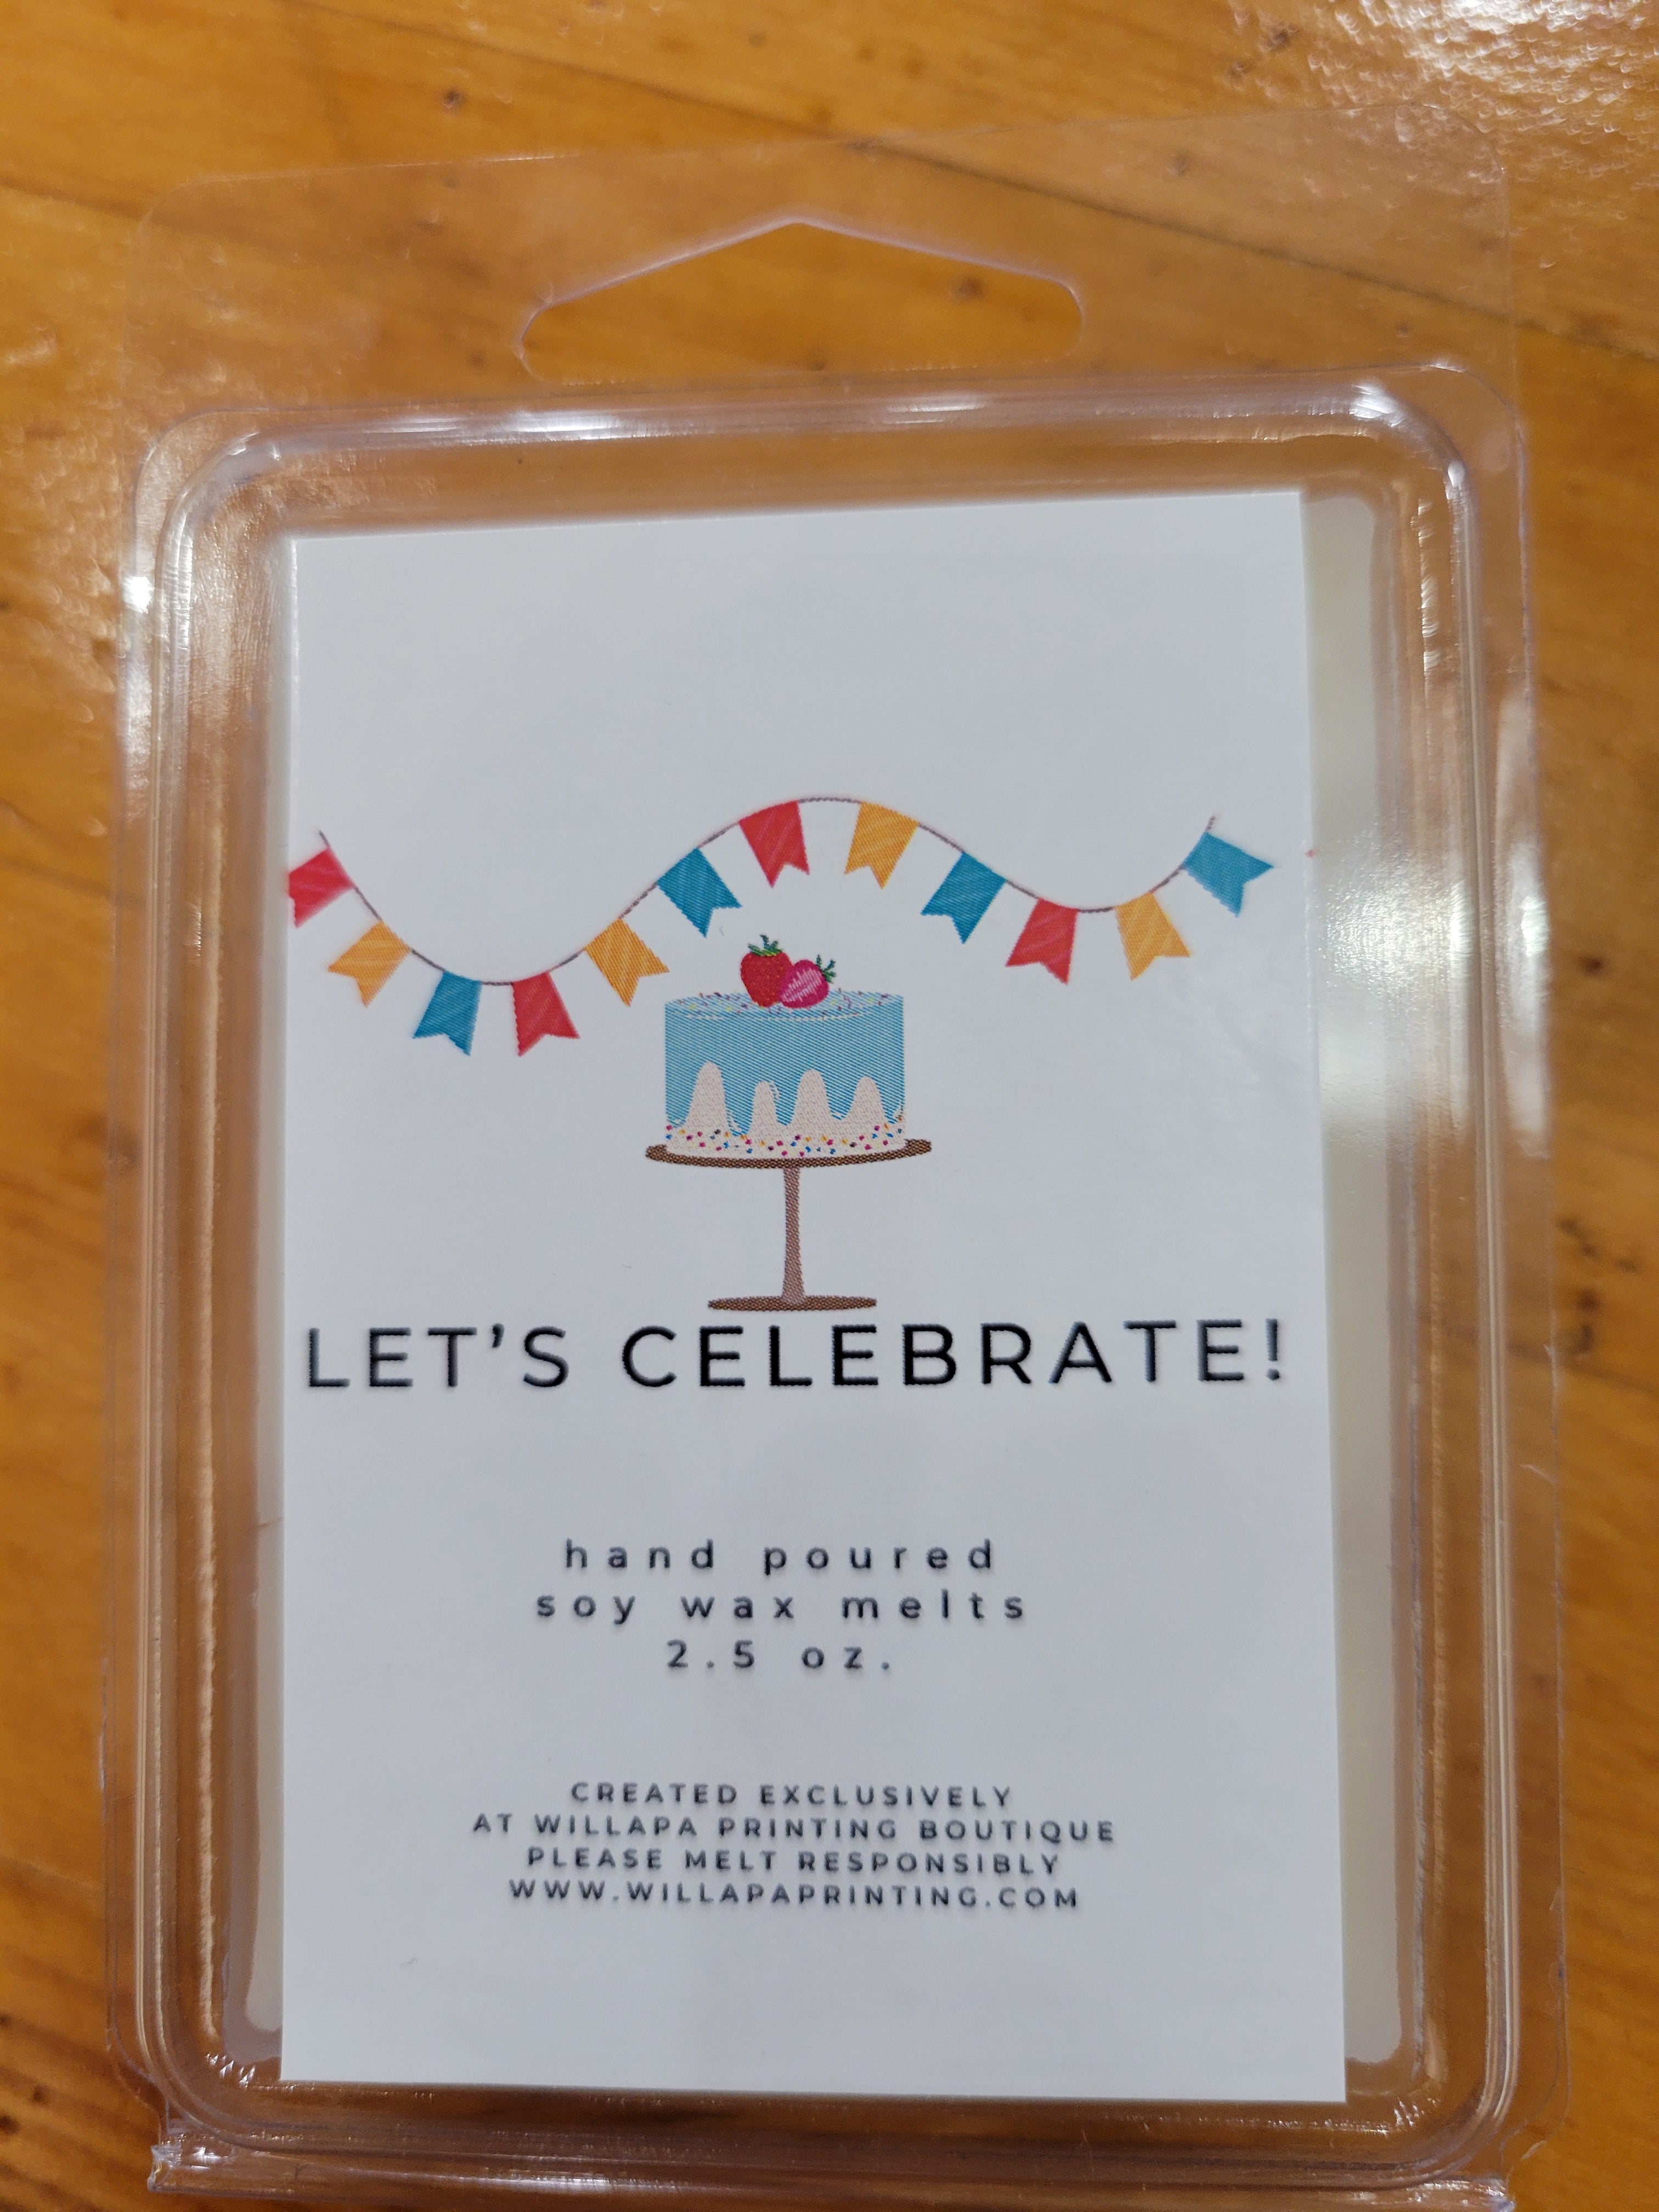 LET'S CELEBRATE!
hand poured
soy wax melts
2.5 oz.
CREATED EXCLUSIVELY
AT WILLAPA PRINTING BOUTIQUE
PLEASE MELT RESPONSIBLY
WWW.WILLAPAPRINTING.COM